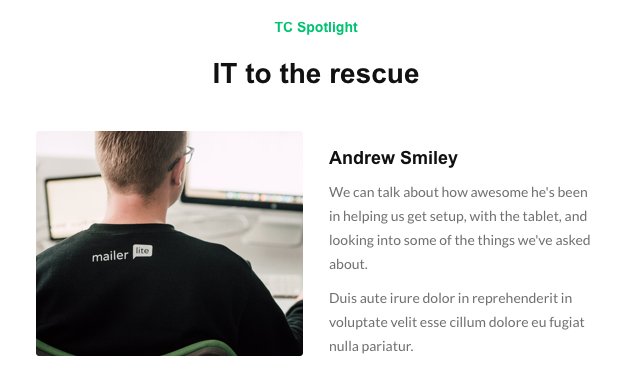 TC Spotlight
IT to the rescue
mailer lite
Andrew Smiley
We can talk about how awesome he's been
in helping us get setup, with the tablet, and
looking into some of the things we've asked
about.
Duis aute irure dolor in reprehenderit in
voluptate velit esse cillum dolore eu fugiat
nulla pariatur.